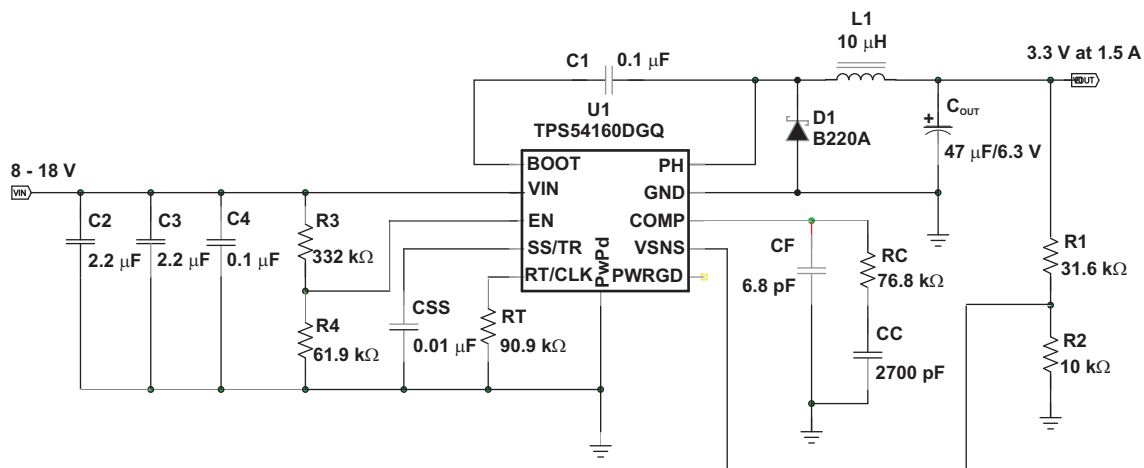 L1
10 μH
3.3 V at 1.5 A
C1
0.1 μF
U1
TPS54160DGQ
D1
B220A
C_OUT
+
47 μF/6.3 V
8 - 18 V
VIN
BOOT
VIN
EN
SS/TR
RT/CLK
PwPd
PH
GND
COMP
VSNS
PWRGD
C2
2.2 μF
C3
2.2 μF
C4
0.1 μF
R3
332 kΩ
R4
61.9 kΩ
CSS
0.01 μF
RT
90.9 kΩ
CF
6.8 pF
RC
76.8 kΩ
CC
2700 pF
R1
31.6 kΩ
R2
10 kΩ